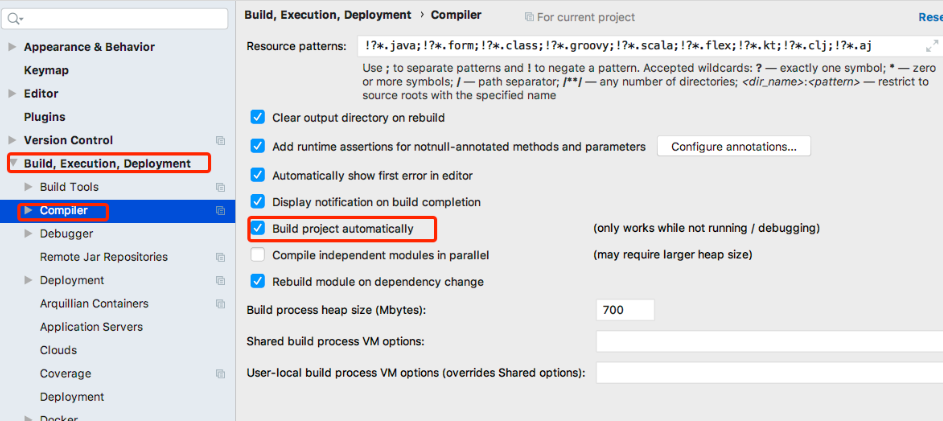 Build, Execution, Deployment › Compiler
For current project
Rese
Appearance & Behavior
Keymap
Editor
Plugins
Version Control
Build, Execution, Deployment
Build Tools
Compiler
Debugger
Remote Jar Repositories
Deployment
Arquillian Containers
Application Servers
Clouds
Coverage
Deployment
Docker
Resource patterns:
!?*.java;!?*.form;!?*.class;!?*.groovy;!?*.scala;!?*.flex;!?*.kt;!?*.clj;!?*.aj
Use ; to separate patterns and ! to negate a pattern. Accepted wildcards: ? — exactly one symbol; * — zero
or more symbols; / — path separator; /**/ — any number of directories; <dir_name>:<pattern> — restrict to
source roots with the specified name
Clear output directory on rebuild
Add runtime assertions for notnull-annotated methods and parameters
Configure annotations...
Automatically show first error in editor
Display notification on build completion
Build project automatically
(only works while not running / debugging)
Compile independent modules in parallel
(may require larger heap size)
Rebuild module on dependency change
Build process heap size (Mbytes):
700
Shared build process VM options:
User-local build process VM options (overrides Shared options):